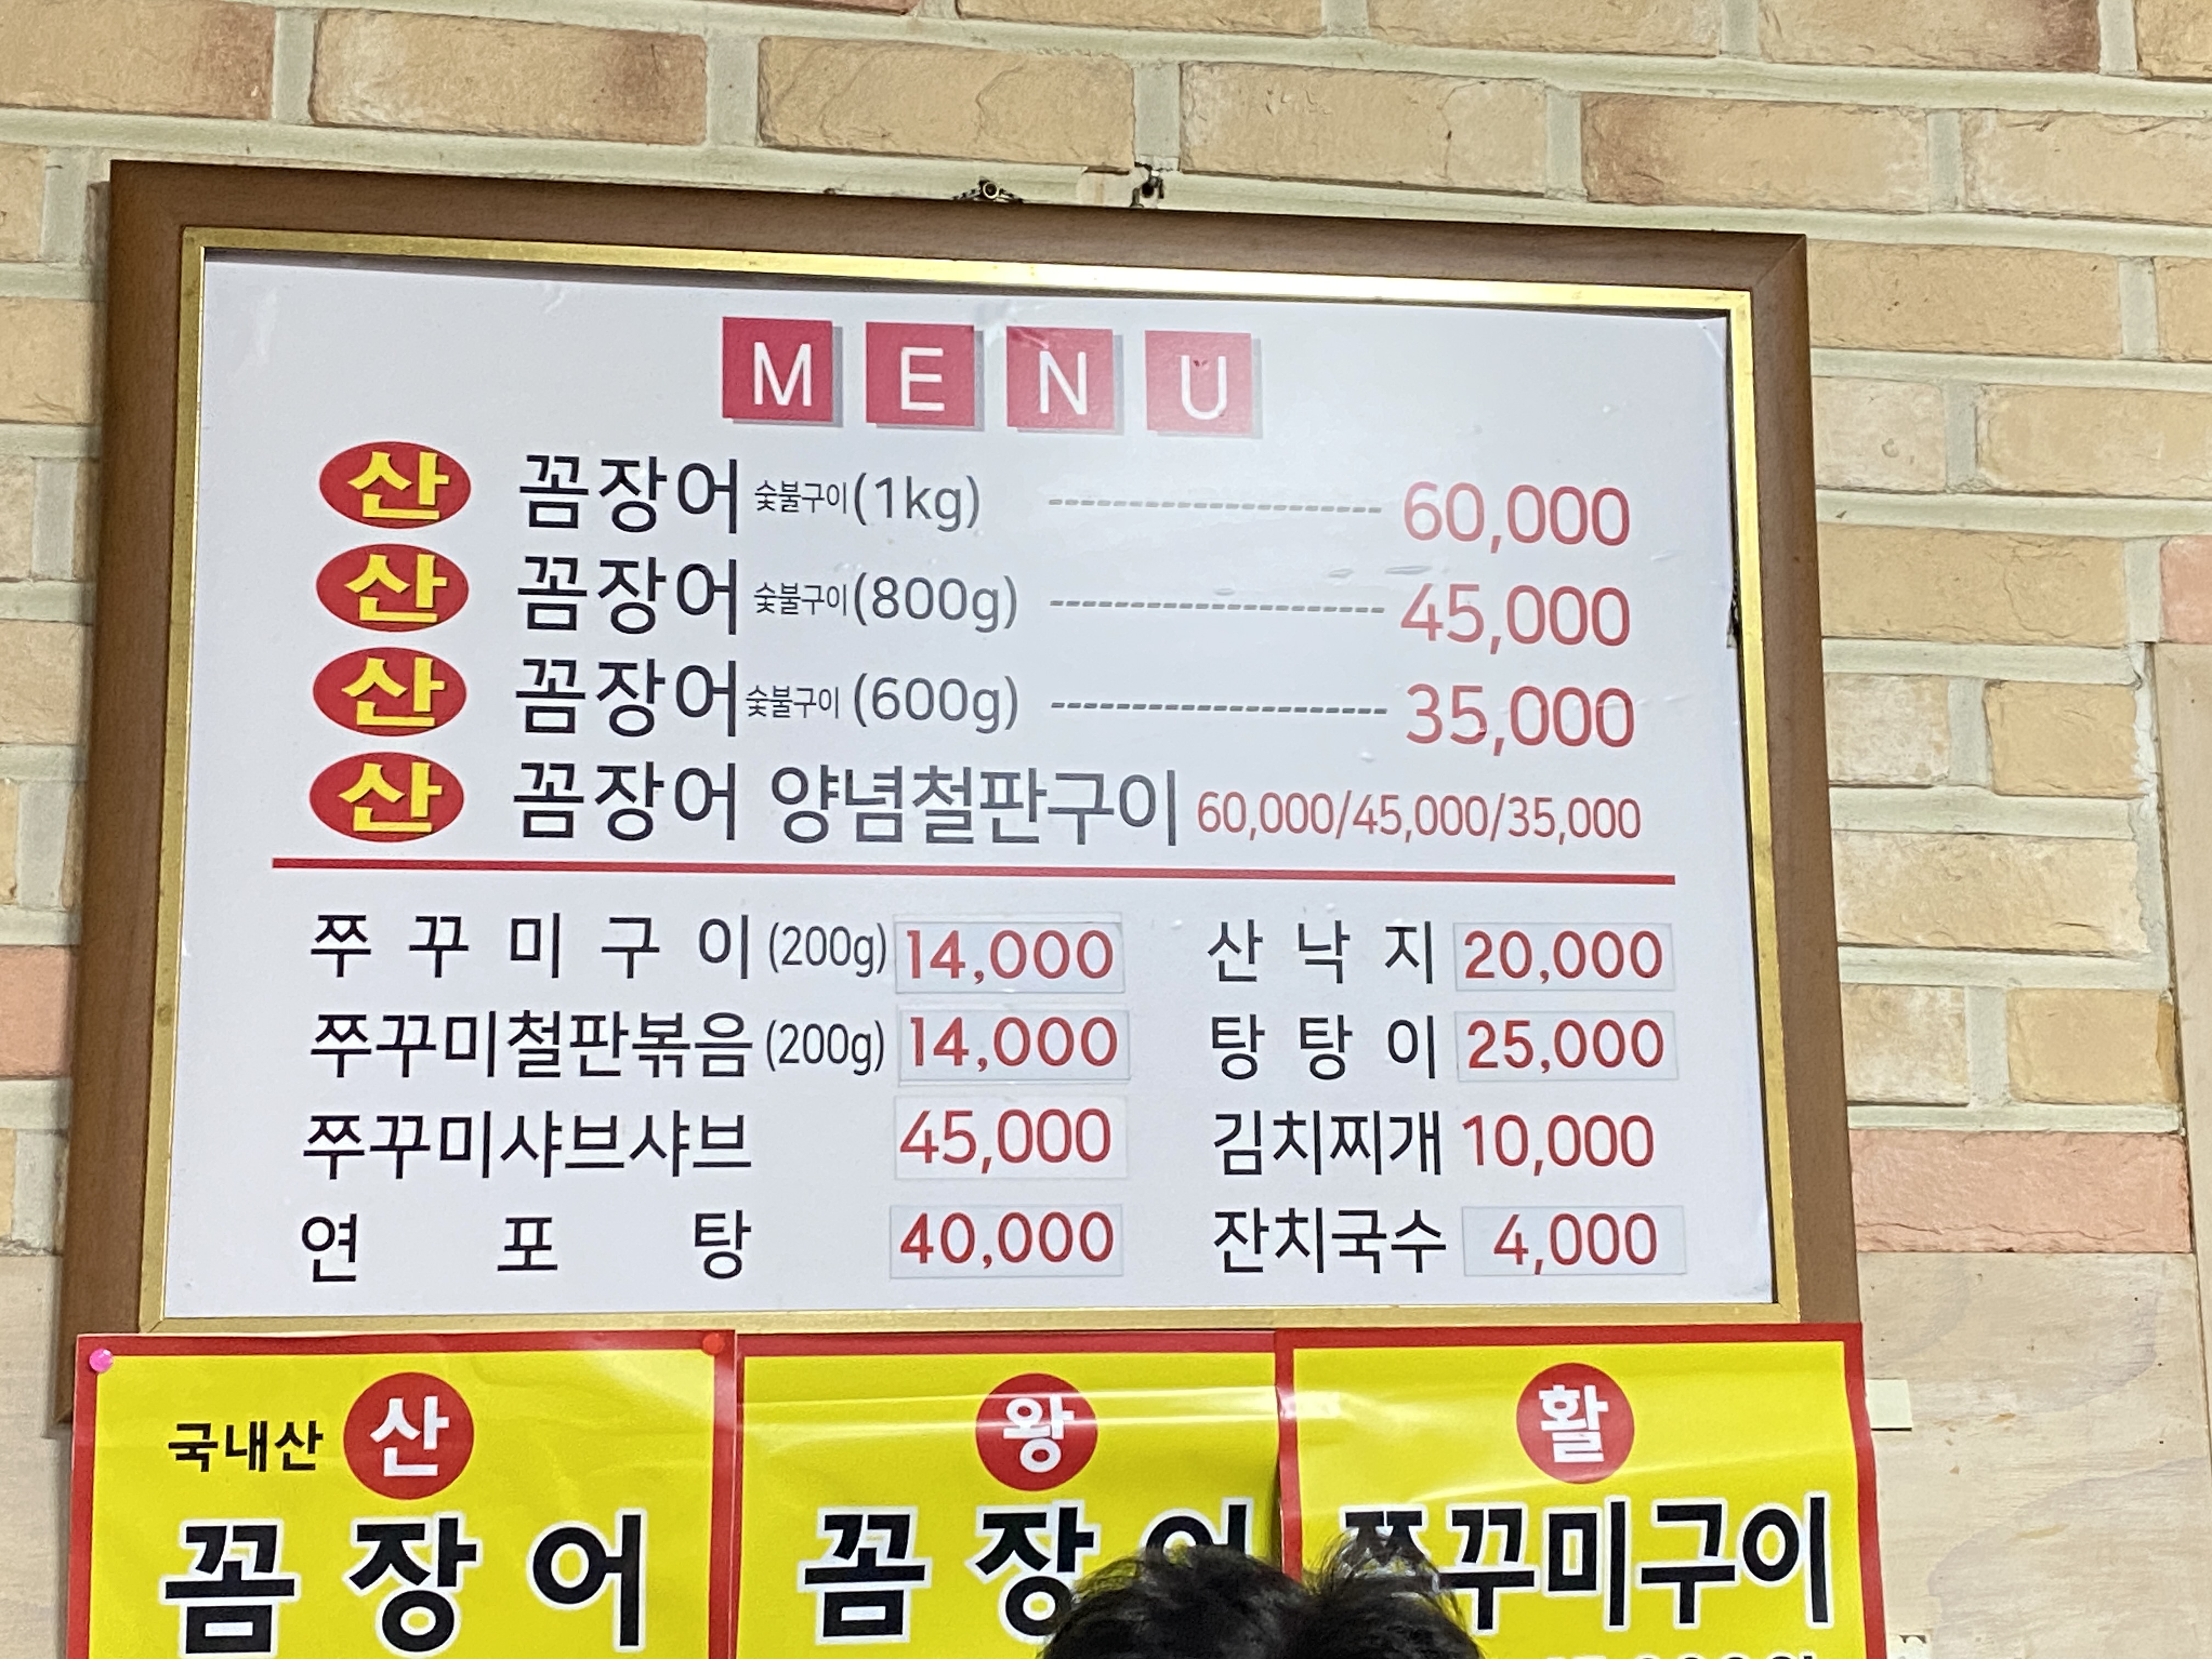 MENU
산 꼼장어 숯불구이(1kg) -------------------- 60,000
산 꼼장어 숯불구이(800g) -------------------- 45,000
산 꼼장어 숯불구이 (600g) -------------------- 35,000
산 꼼장어 양념철판구이 60,000/45,000/35,000
쭈꾸미구이(200g) 14,000 산낙지 20,000
쭈꾸미철판볶음(200g) 14,000 탕탕이 25,000
쭈꾸미샤브샤브 45,000 김치찌개 10,000
연포탕 40,000 잔치국수 4,000
국내산 산
꼼장어
왕
꼼장어
활
쭈꾸미구이